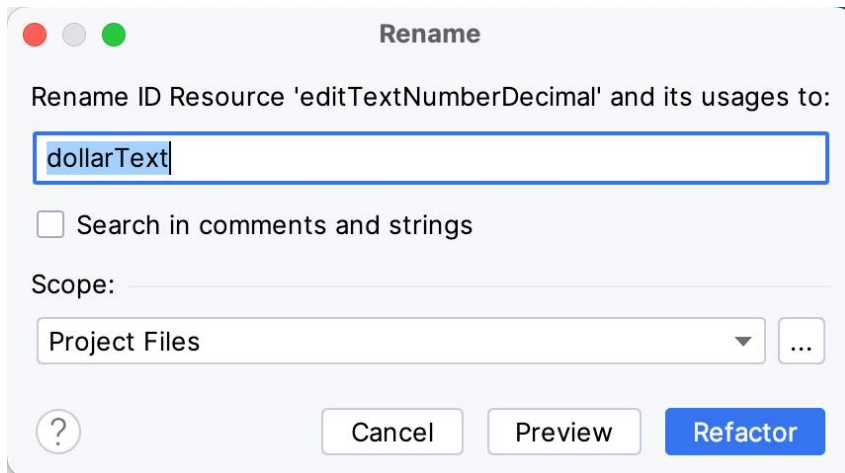 Rename
Rename ID Resource 'editTextNumberDecimal' and its usages to:
dollarText
Search in comments and strings
Scope:
Project Files
...
? Cancel Preview Refactor